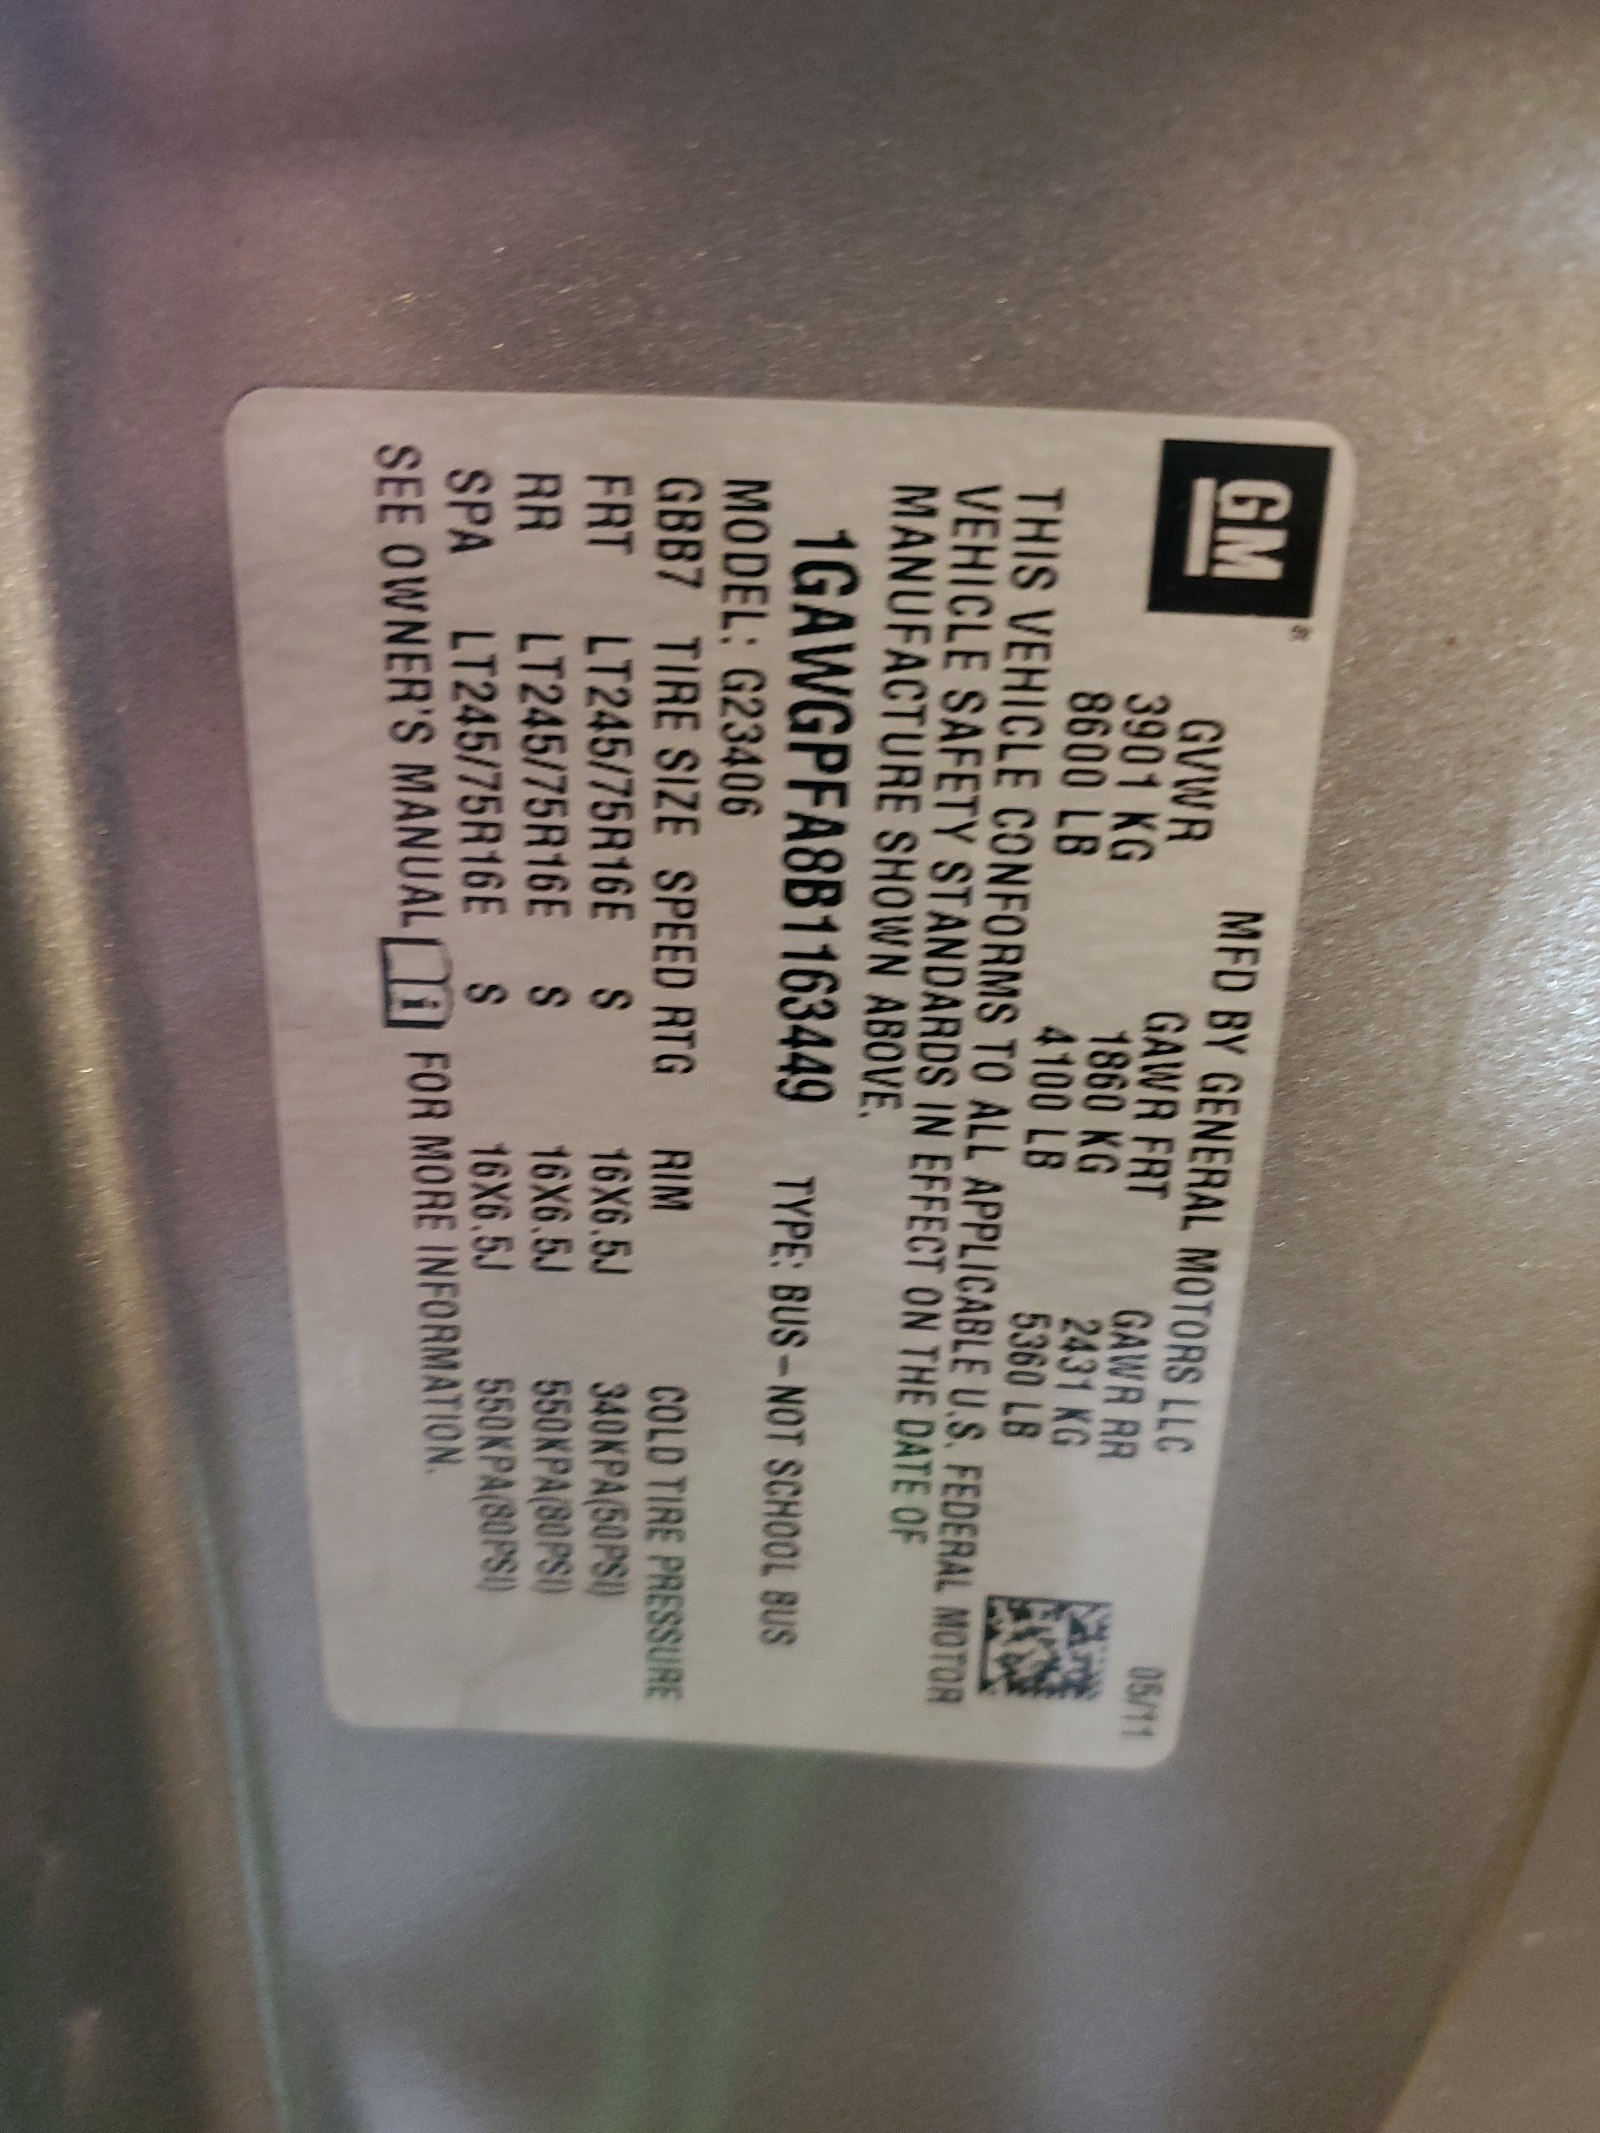 GM®
05/11
MFD BY GENERAL MOTORS LLC
GVWR GAWR FRT GAWR RR
3901 KG 1860 KG 2431 KG
8600 LB 4100 LB 5360 LB
THIS VEHICLE CONFORMS TO ALL APPLICABLE U.S. FEDERAL MOTOR
VEHICLE SAFETY STANDARDS IN EFFECT ON THE DATE OF
MANUFACTURE SHOWN ABOVE.
1GAWGPFA8B1163449 TYPE: BUS-NOT SCHOOL BUS
MODEL: G23406
GBB7 TIRE SIZE SPEED RTG RIM COLD TIRE PRESSURE
FRT LT245/75R16E S 16X6.5J 340KPA(50PSI)
RR LT245/75R16E S 16X6.5J 550KPA(80PSI)
SPA LT245/75R16E S 16X6.5J 550KPA(80PSI)
SEE OWNER'S MANUAL i FOR MORE INFORMATION.